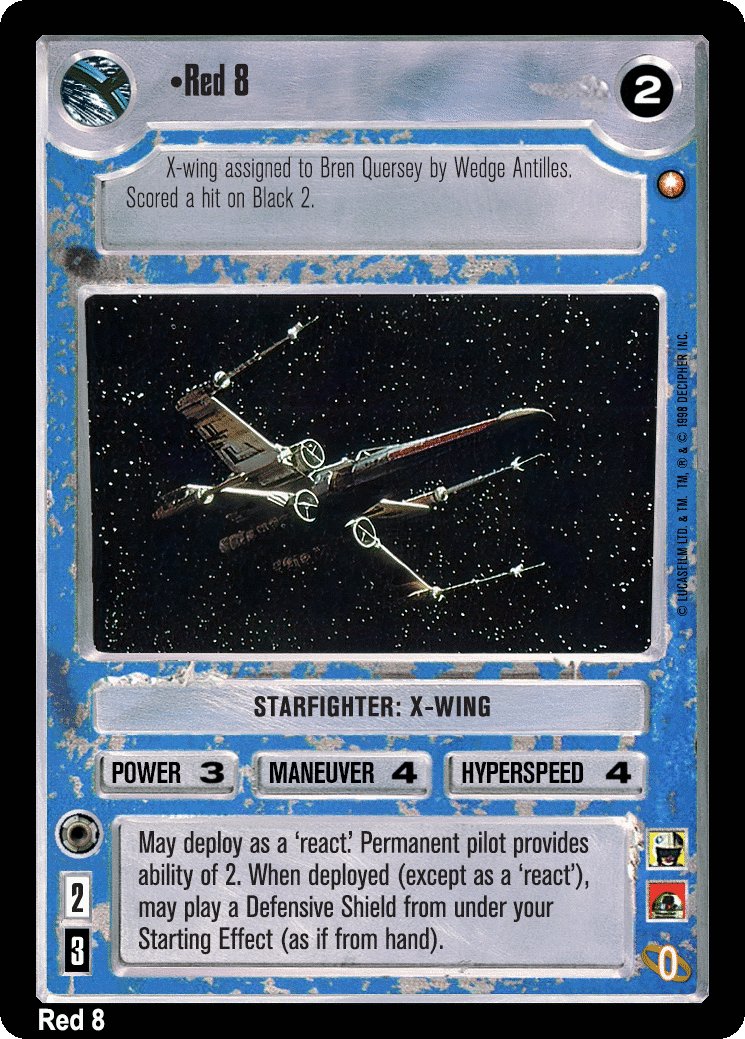 •Red 8
2
X-wing assigned to Bren Quersey by Wedge Antilles.
Scored a hit on Black 2.
© LUCASFILM LTD. & TM. TM, ® & © 1998 DECIPHER INC.
STARFIGHTER: X-WING
POWER 3
MANEUVER 4
HYPERSPEED 4
May deploy as a ‘react’. Permanent pilot provides
ability of 2. When deployed (except as a ‘react’),
may play a Defensive Shield from under your
Starting Effect (as if from hand).
2
3
0
Red 8